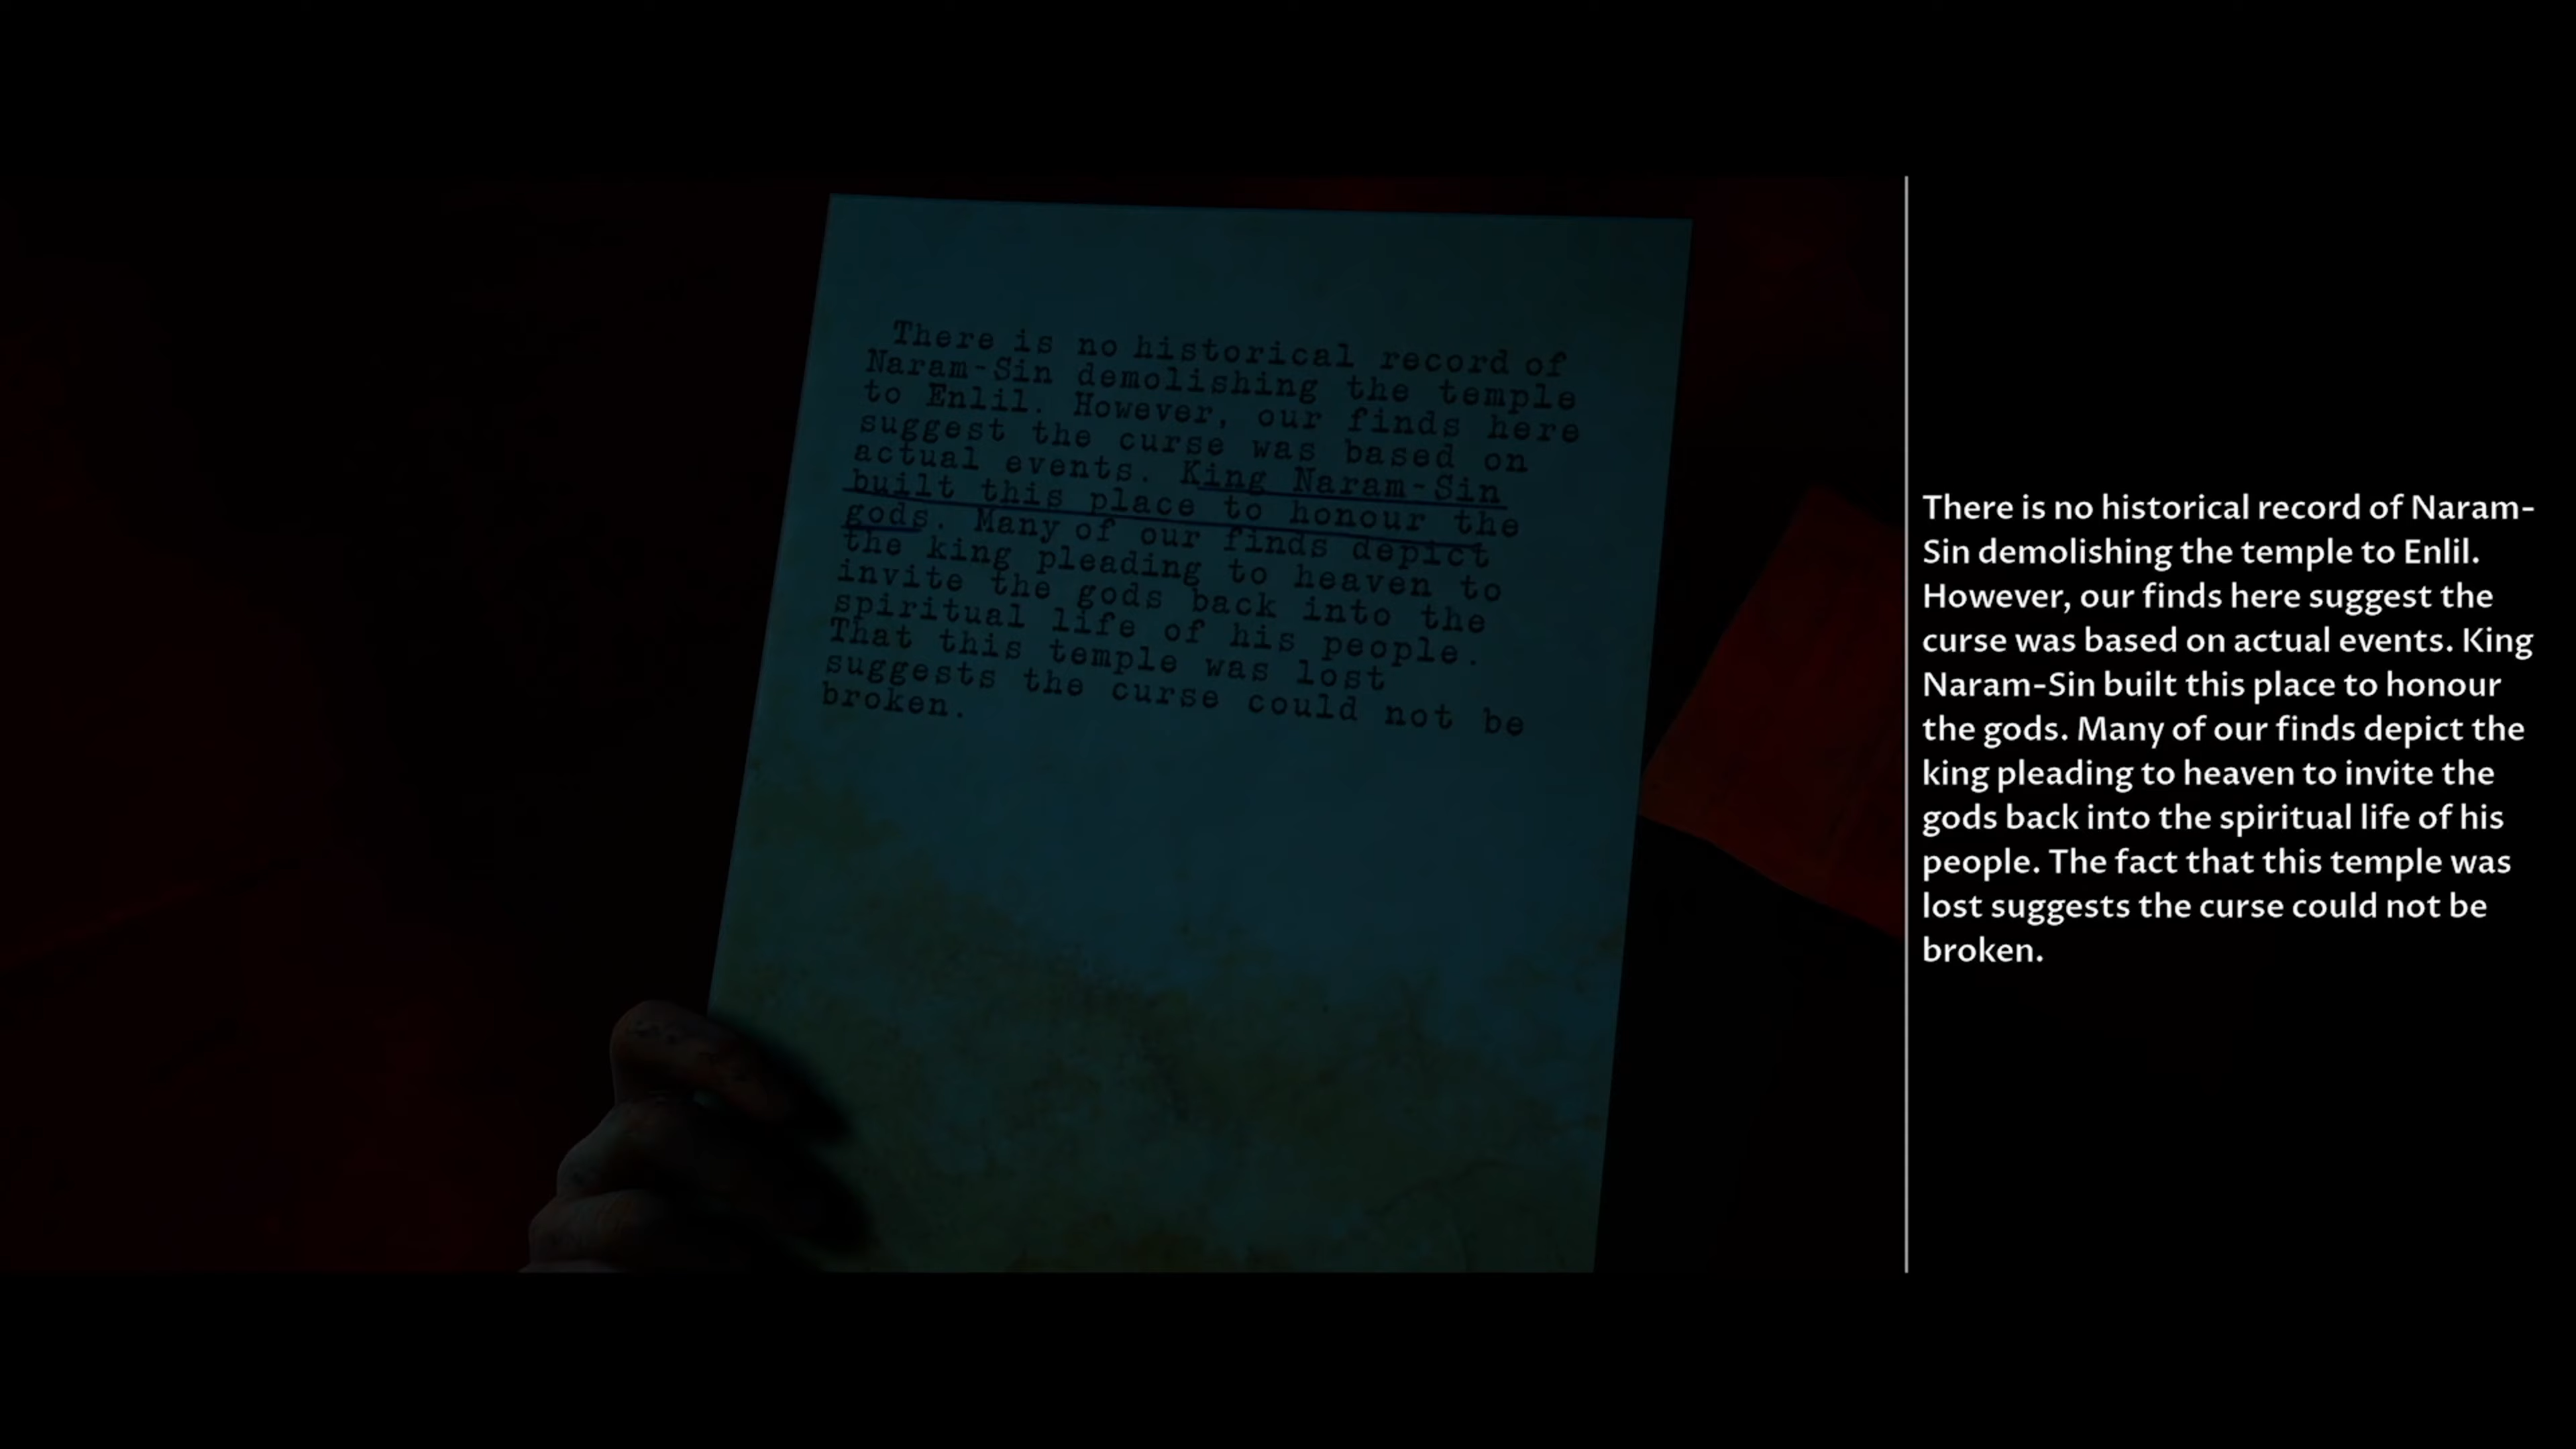 There is no historical record of
Naram-Sin demolishing the temple
to Enlil. However, our finds here
suggest the curse was based on
actual events. King Naram-Sin
built this place to honour the
gods. Many of our finds depict
the king pleading to heaven to
invite the gods back into the
spiritual life of his people.
That this temple was lost
suggests the curse could not be
broken.
There is no historical record of Naram-
Sin demolishing the temple to Enlil.
However, our finds here suggest the
curse was based on actual events. King
Naram-Sin built this place to honour
the gods. Many of our finds depict the
king pleading to heaven to invite the
gods back into the spiritual life of his
people. The fact that this temple was
lost suggests the curse could not be
broken.